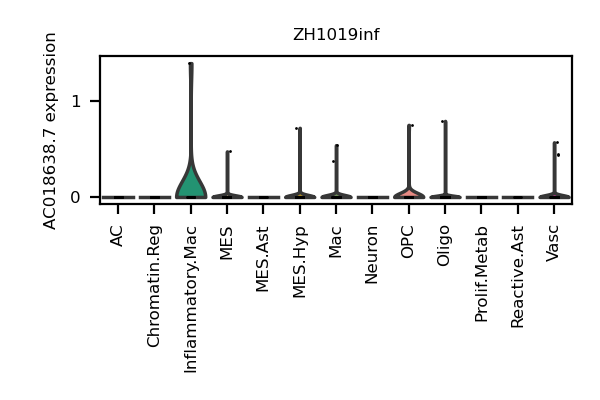 ZH1019inf
AC018638.7 expression
1
0
AC
Chromatin.Reg
Inflammatory.Mac
MES
MES.Ast
MES.Hyp
Mac
Neuron
OPC
Oligo
Prolif.Metab
Reactive.Ast
Vasc